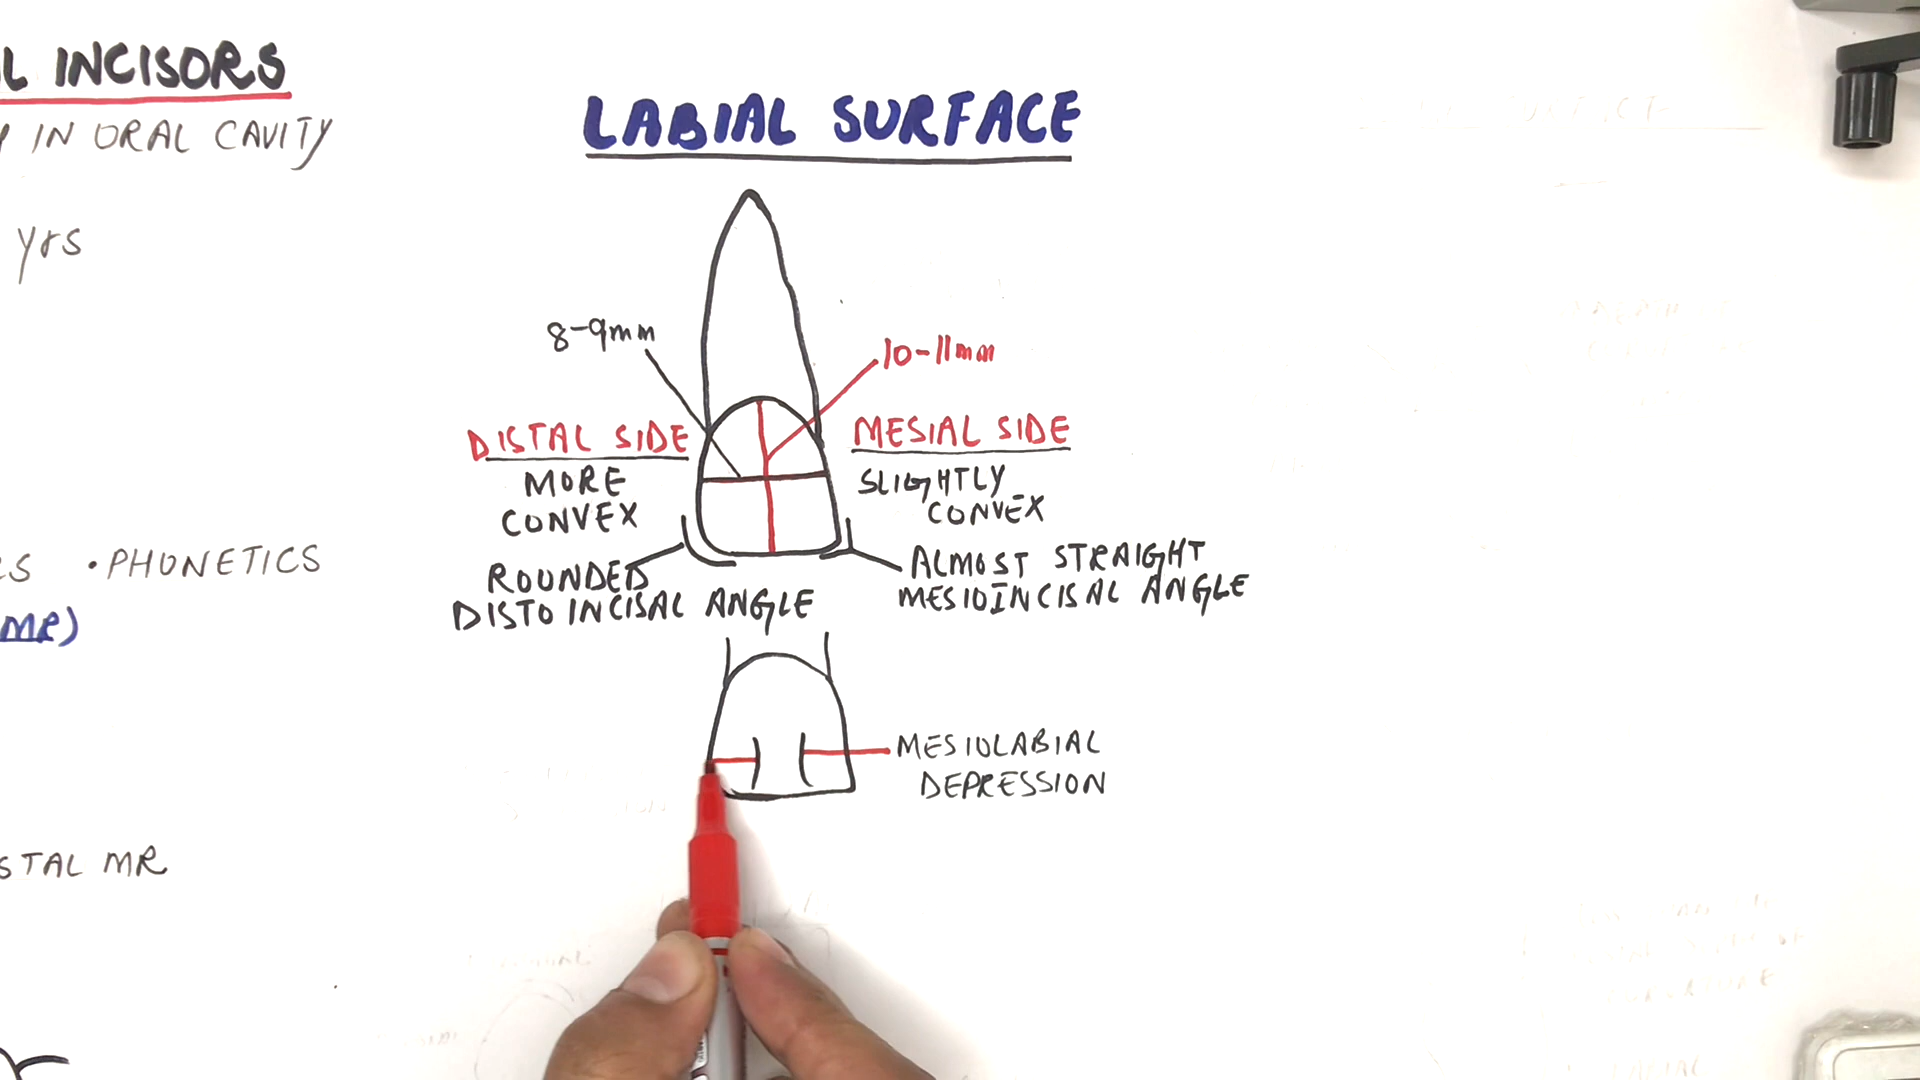 L INCISORS
Y IN ORAL CAVITY
yrs
RS • PHONETICS
MR)
STAL MR
LABIAL SURFACE
8-9mm
10-11mm
DISTAL SIDE
MORE
CONVEX
MESIAL SIDE
SLIGHTLY
CONVEX
ROUNDED
DISTO INCISAL ANGLE
ALMOST STRAIGHT
MESIOINCISAL ANGLE
MESIOLABIAL
DEPRESSION